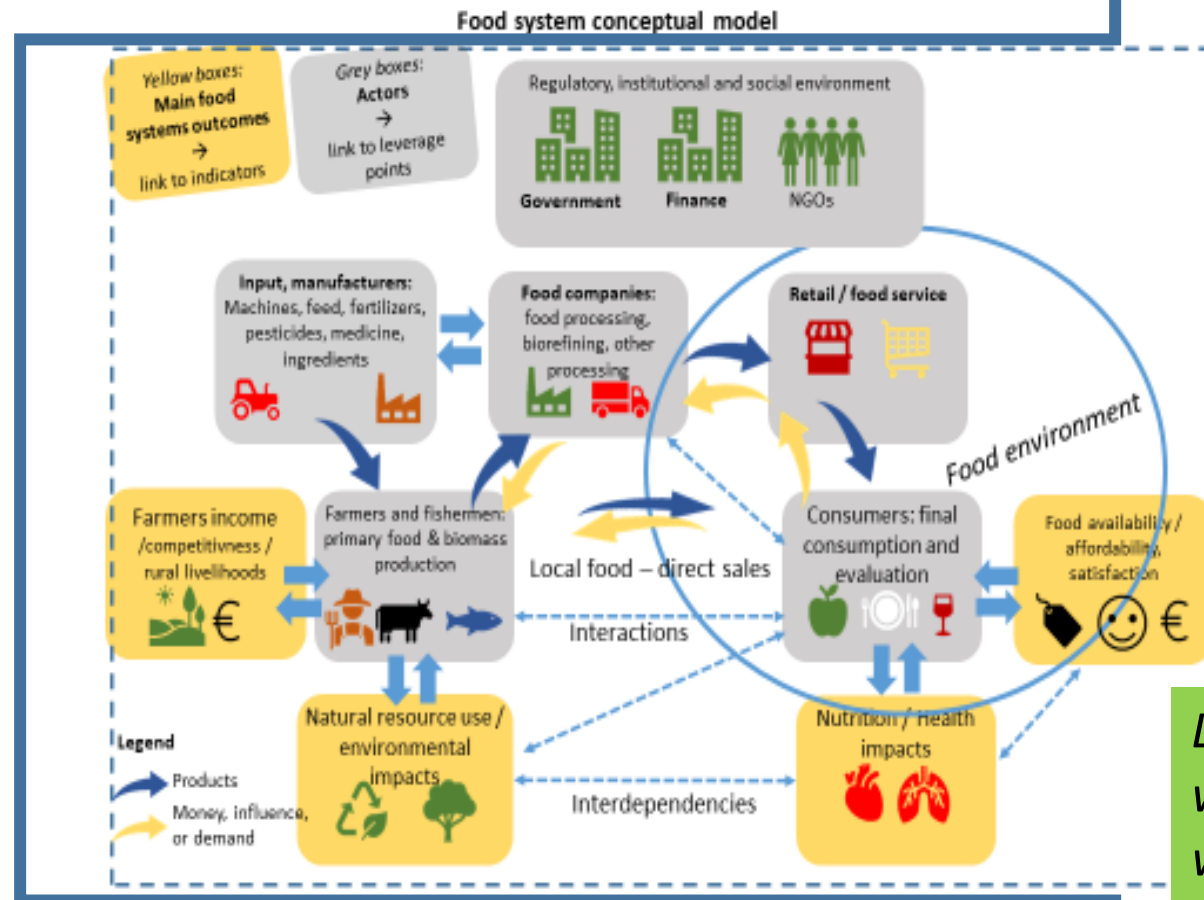 Food system conceptual model
Yellow boxes:
Main food
systems outcomes
→
link to indicators
Grey boxes:
Actors
→
link to leverage
points
Regulatory, institutional and social environment
Government
Finance
NGOs
Input, manufacturers:
Machines, feed, fertilizers,
pesticides, medicine,
ingredients
Food companies:
food processing,
biorefining, other
processing
Retail / food service
Food environment
Farmers income
/competitivness /
rural livelihoods
€
Farmers and fishermen:
primary food & biomass
production
Local food – direct sales
Interactions
Consumers: final
consumption and
evaluation
Food availability /
affordability,
satisfaction
€
Natural resource use /
environmental
impacts
Nutrition / Health
impacts
Interdependencies
Legend
Products
Money, influence,
or demand